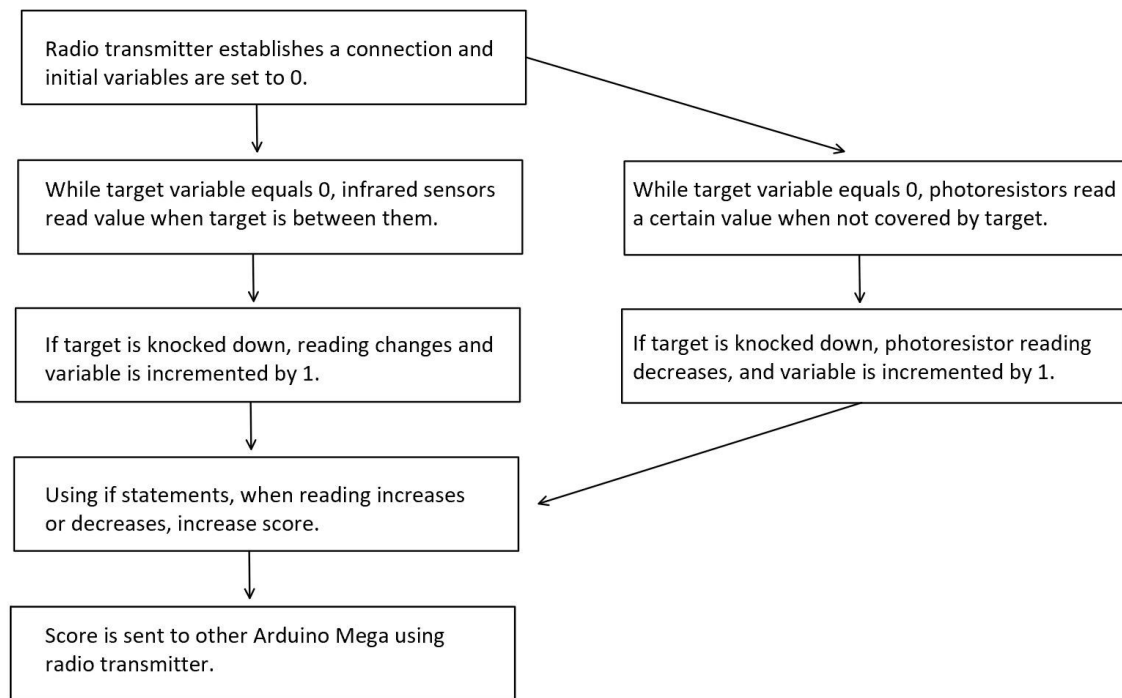 Radio transmitter establishes a connection and
initial variables are set to 0.
While target variable equals 0, infrared sensors
read value when target is between them.
While target variable equals 0, photoresistors read
a certain value when not covered by target.
If target is knocked down, reading changes and
variable is incremented by 1.
If target is knocked down, photoresistor reading
decreases, and variable is incremented by 1.
Using if statements, when reading increases
or decreases, increase score.
Score is sent to other Arduino Mega using
radio transmitter.